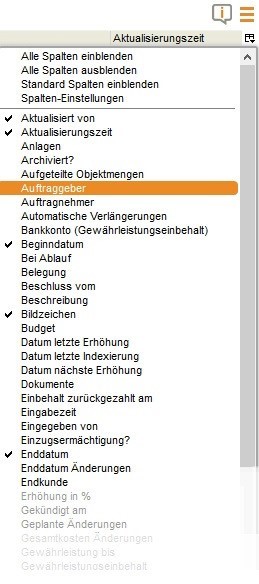 Aktualisierungszeit
Alle Spalten einblenden
Alle Spalten ausblenden
Standard Spalten einblenden
Spalten-Einstellungen
Aktualisiert von
Aktualisierungszeit
Anlagen
Archiviert?
Aufgeteilte Objektmengen
Auftraggeber
Auftragnehmer
Automatische Verlängerungen
Bankkonto (Gewährleistungseinbehalt)
Beginndatum
Bei Ablauf
Belegung
Beschluss vom
Beschreibung
Bildzeichen
Budget
Datum letzte Erhöhung
Datum letzte Indexierung
Datum nächste Erhöhung
Dokumente
Einbehalt zurückgezahlt am
Eingabezeit
Eingegeben von
Einzugsermächtigung?
Enddatum
Enddatum Änderungen
Endkunde
Erhöhung in %
Gekündigt am
Geplante Änderungen
Gesamtkosten Änderungen
Gewährleistung bis
Gewährleistungseinbehalt